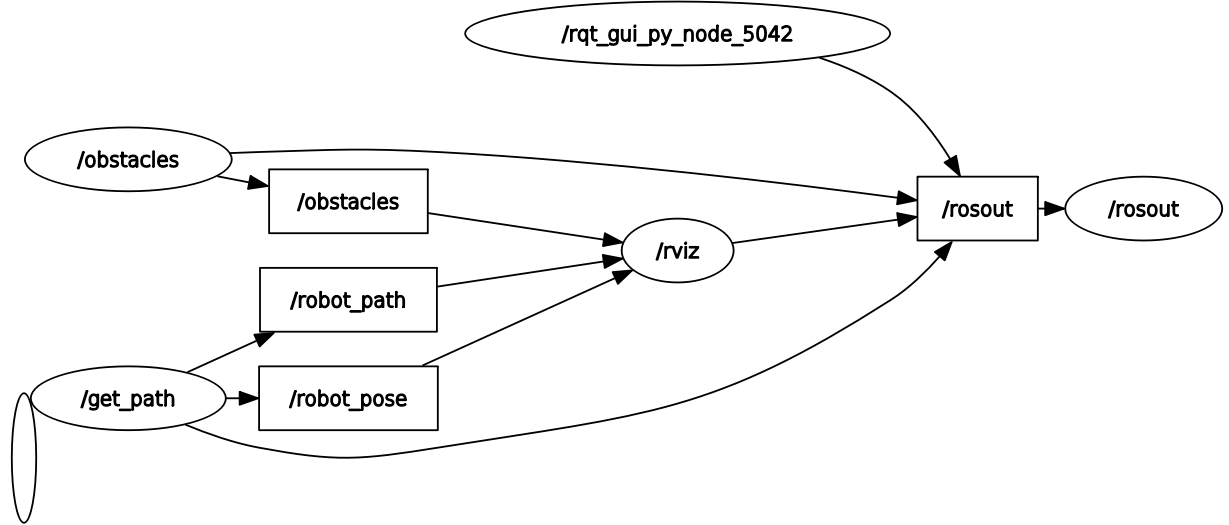 /rqt_gui_py_node_5042
/obstacles
/obstacles
/rosout
/rosout
/rviz
/robot_path
/get_path
/robot_pose